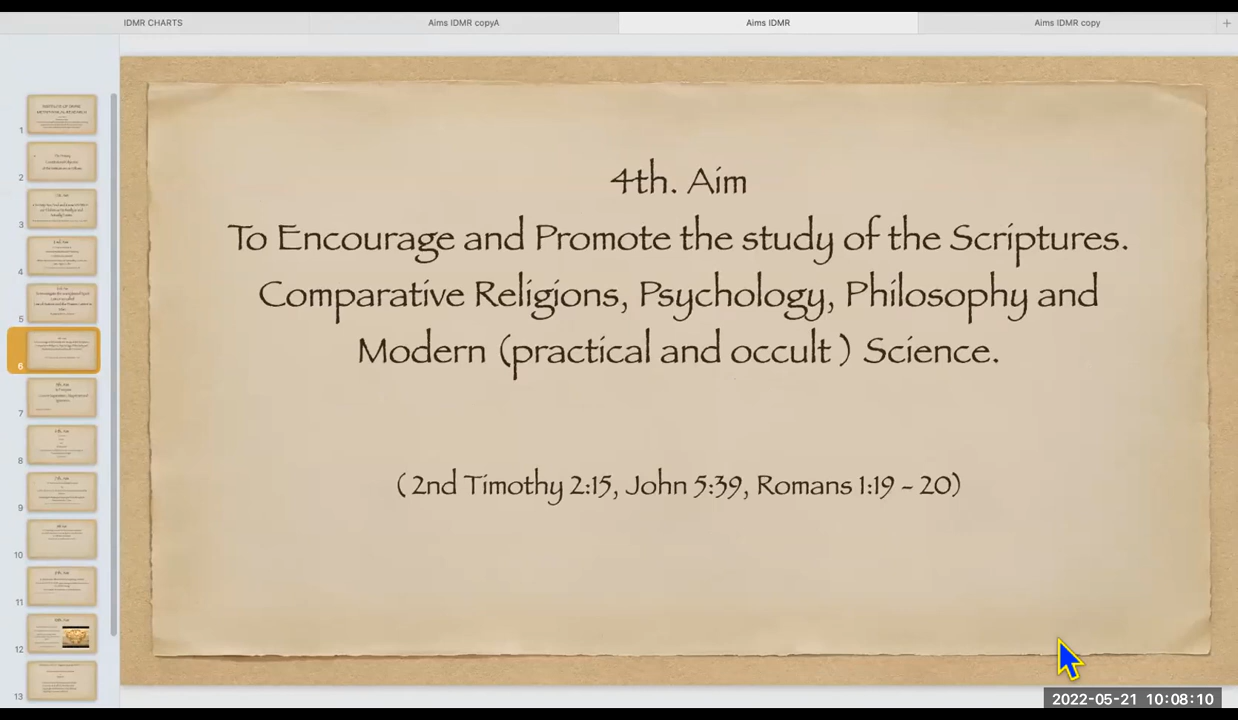 IDMR CHARTS
Aims IDMR copyA
Aims IDMR
Aims IDMR copy
+
1
2
3
4
5
6
7
8
9
10
11
12
13
4th. Aim
To Encourage and Promote the study of the Scriptures.
Comparative Religions, Psychology, Philosophy and
Modern (practical and occult ) Science.
( 2nd Timothy 2:15, John 5:39, Romans 1:19 - 20)
2022-05-21 10:08:10